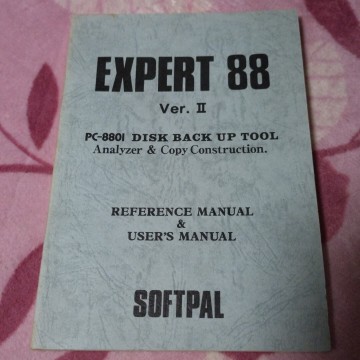 EXPERT 88
Ver. II
PC-8801 DISK BACK UP TOOL
Analyzer & Copy Construction.
REFERENCE MANUAL
&
USER'S MANUAL
SOFTPAL